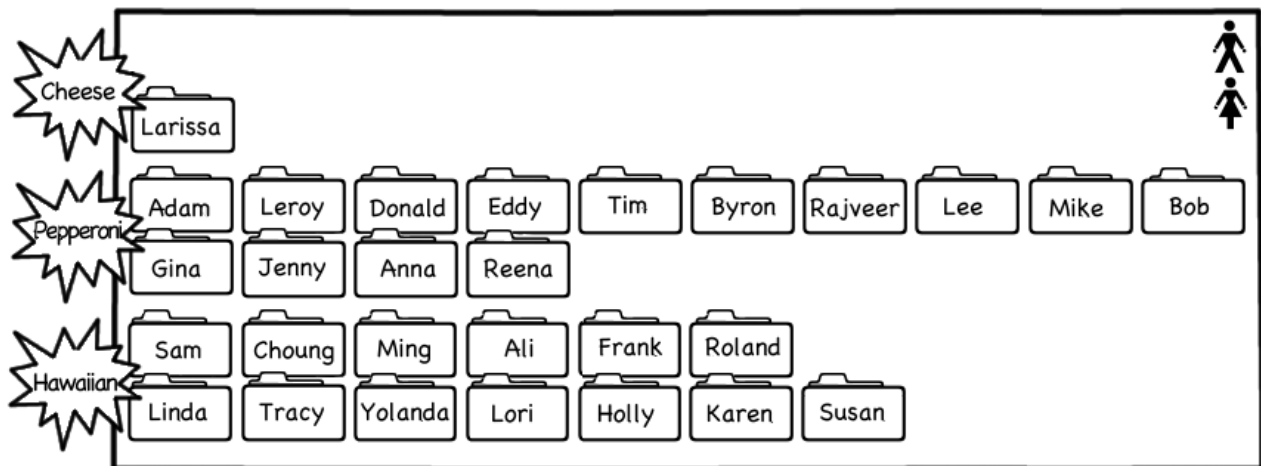 Cheese
Larissa
Pepperoni
Adam Leroy Donald Eddy Tim Byron Rajveer Lee Mike Bob
Gina Jenny Anna Reena
Hawaiian
Sam Choung Ming Ali Frank Roland
Linda Tracy Yolanda Lori Holly Karen Susan